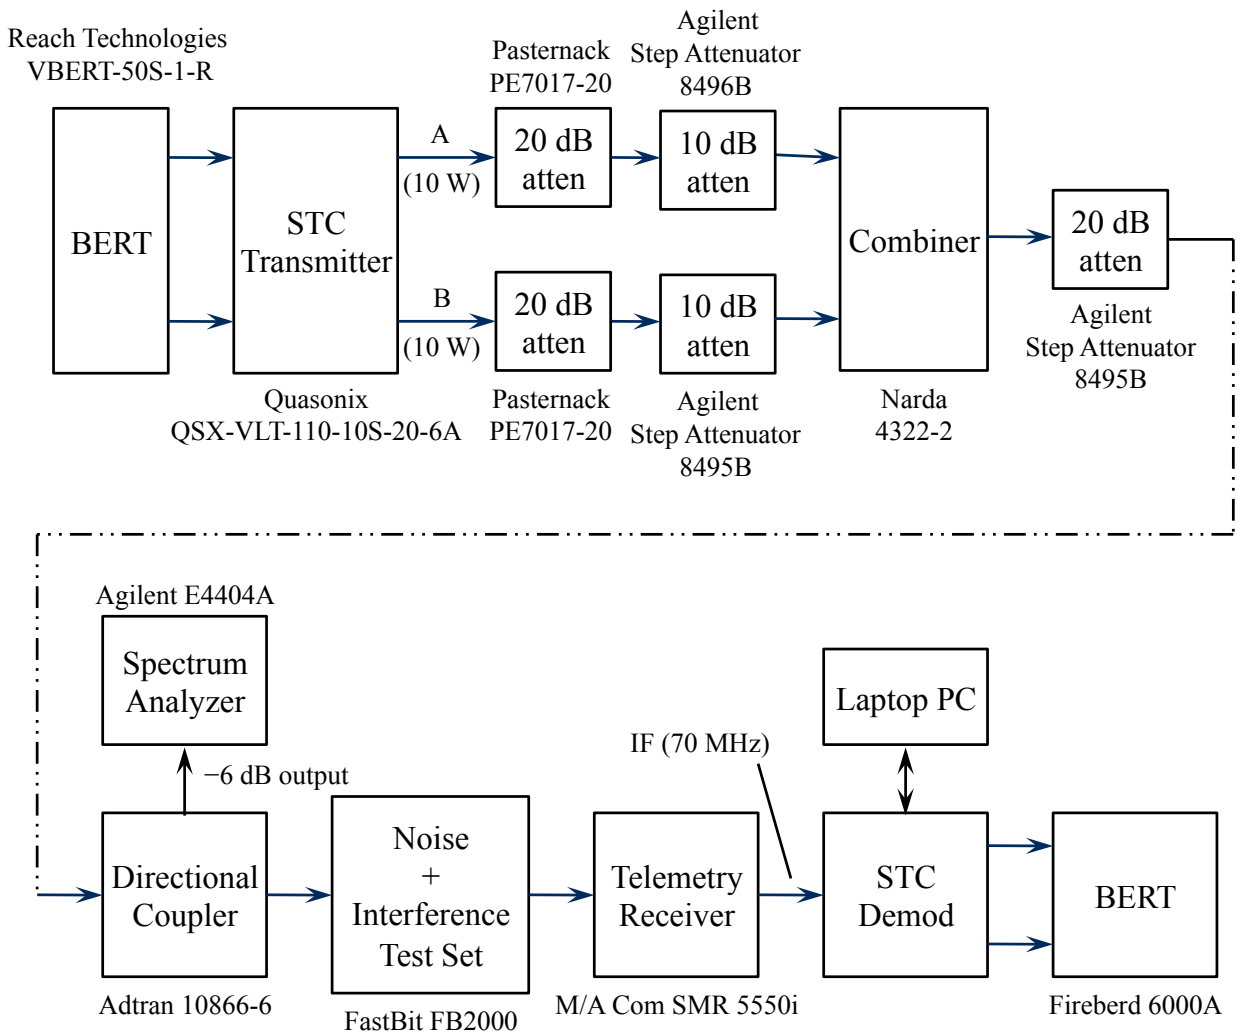 Reach Technologies
VBERT-50S-1-R
BERT
STC
Transmitter
Quasonix
QSX-VLT-110-10S-20-6A
A
(10 W)
B
(10 W)
Pasternack
PE7017-20
20 dB
atten
Agilent
Step Attenuator
8496B
10 dB
atten
20 dB
atten
Pasternack
PE7017-20
10 dB
atten
Agilent
Step Attenuator
8495B
Combiner
Narda
4322-2
20 dB
atten
Agilent
Step Attenuator
8495B
Agilent E4404A
Spectrum
Analyzer
−6 dB output
Directional
Coupler
Adtran 10866-6
Noise
+
Interference
Test Set
FastBit FB2000
Telemetry
Receiver
M/A Com SMR 5550i
IF (70 MHz)
Laptop PC
STC
Demod
BERT
Fireberd 6000A